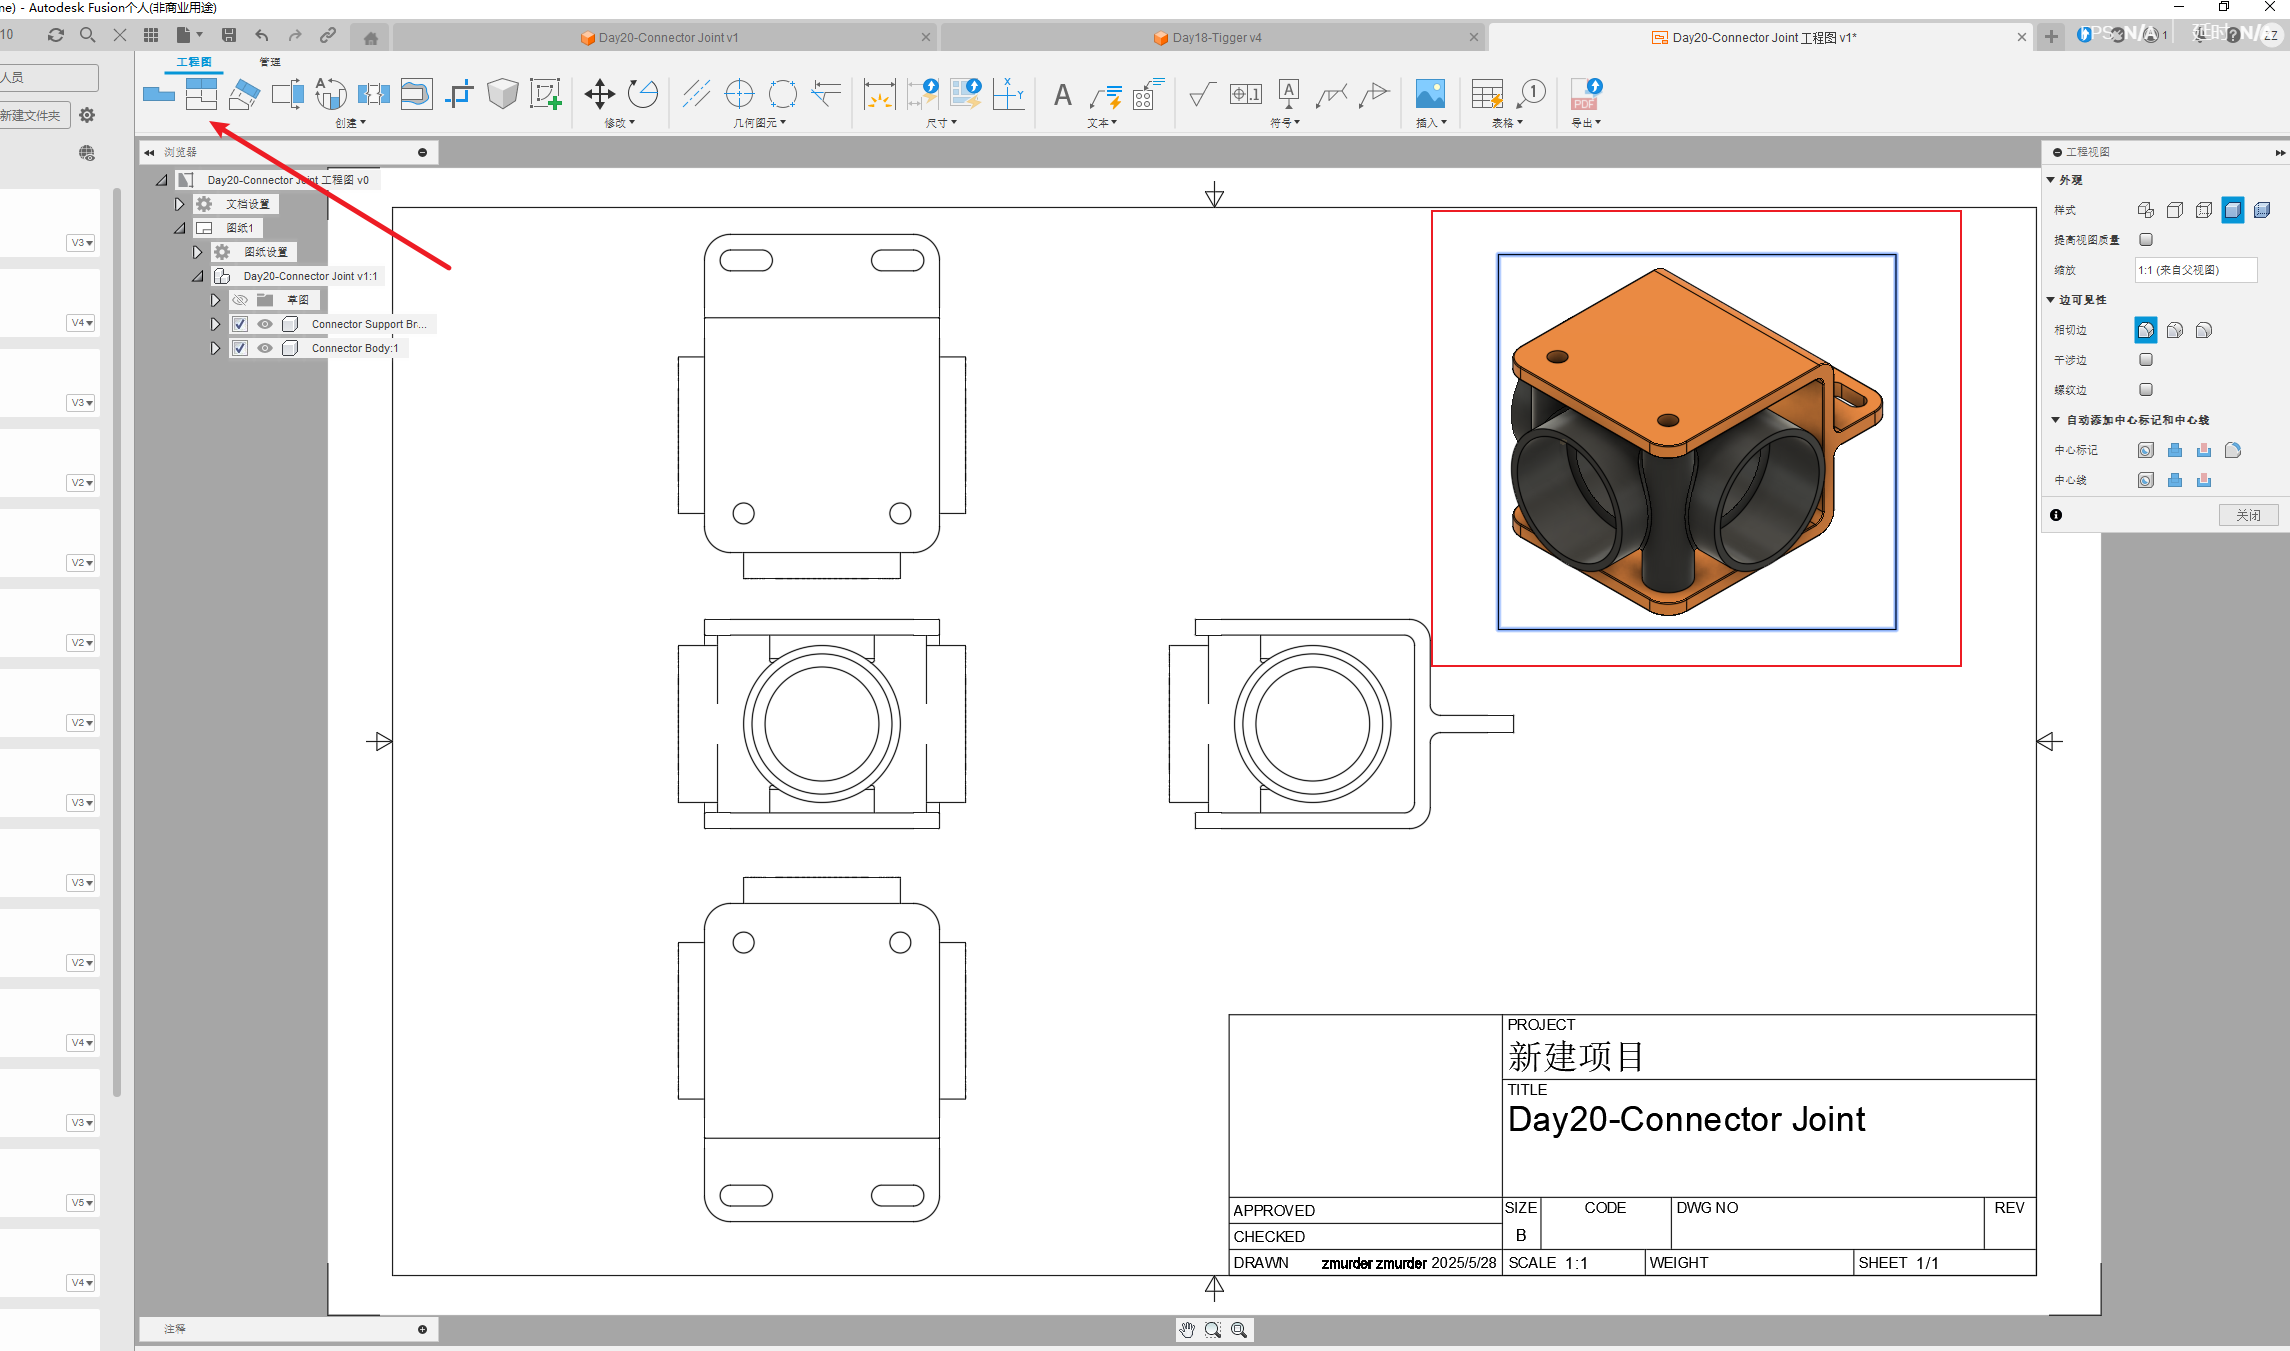 ne) - Autodesk Fusion个人(非商业用途)
10
Day20-Connector Joint v1
Day18-Tigger v4
Day20-Connector Joint 工程图 v1*
1
ZZ
人员
新建文件夹
工程图
管理
创建
修改
几何图元
尺寸
文本
符号
插入
表格
导出
PDF
浏览器
Day20-Connector Joint 工程图 v0
文档设置
图纸1
图纸设置
Day20-Connector Joint v1:1
草图
Connector Support Br...
Connector Body:1
V3
V4
V3
V2
V2
V2
V2
V3
V3
V2
V4
V3
V5
V4
工程视图
外观
样式
提高视图质量
缩放
1:1 (来自父视图)
边可见性
相切边
干涉边
螺纹边
自动添加中心标记和中心线
中心标记
中心线
关闭
PROJECT
新建项目
TITLE
Day20-Connector Joint
APPROVED
CHECKED
DRAWN zmurder zmurder 2025/5/28
SIZE
B
CODE
DWG NO
REV
SCALE 1:1
WEIGHT
SHEET 1/1
注释